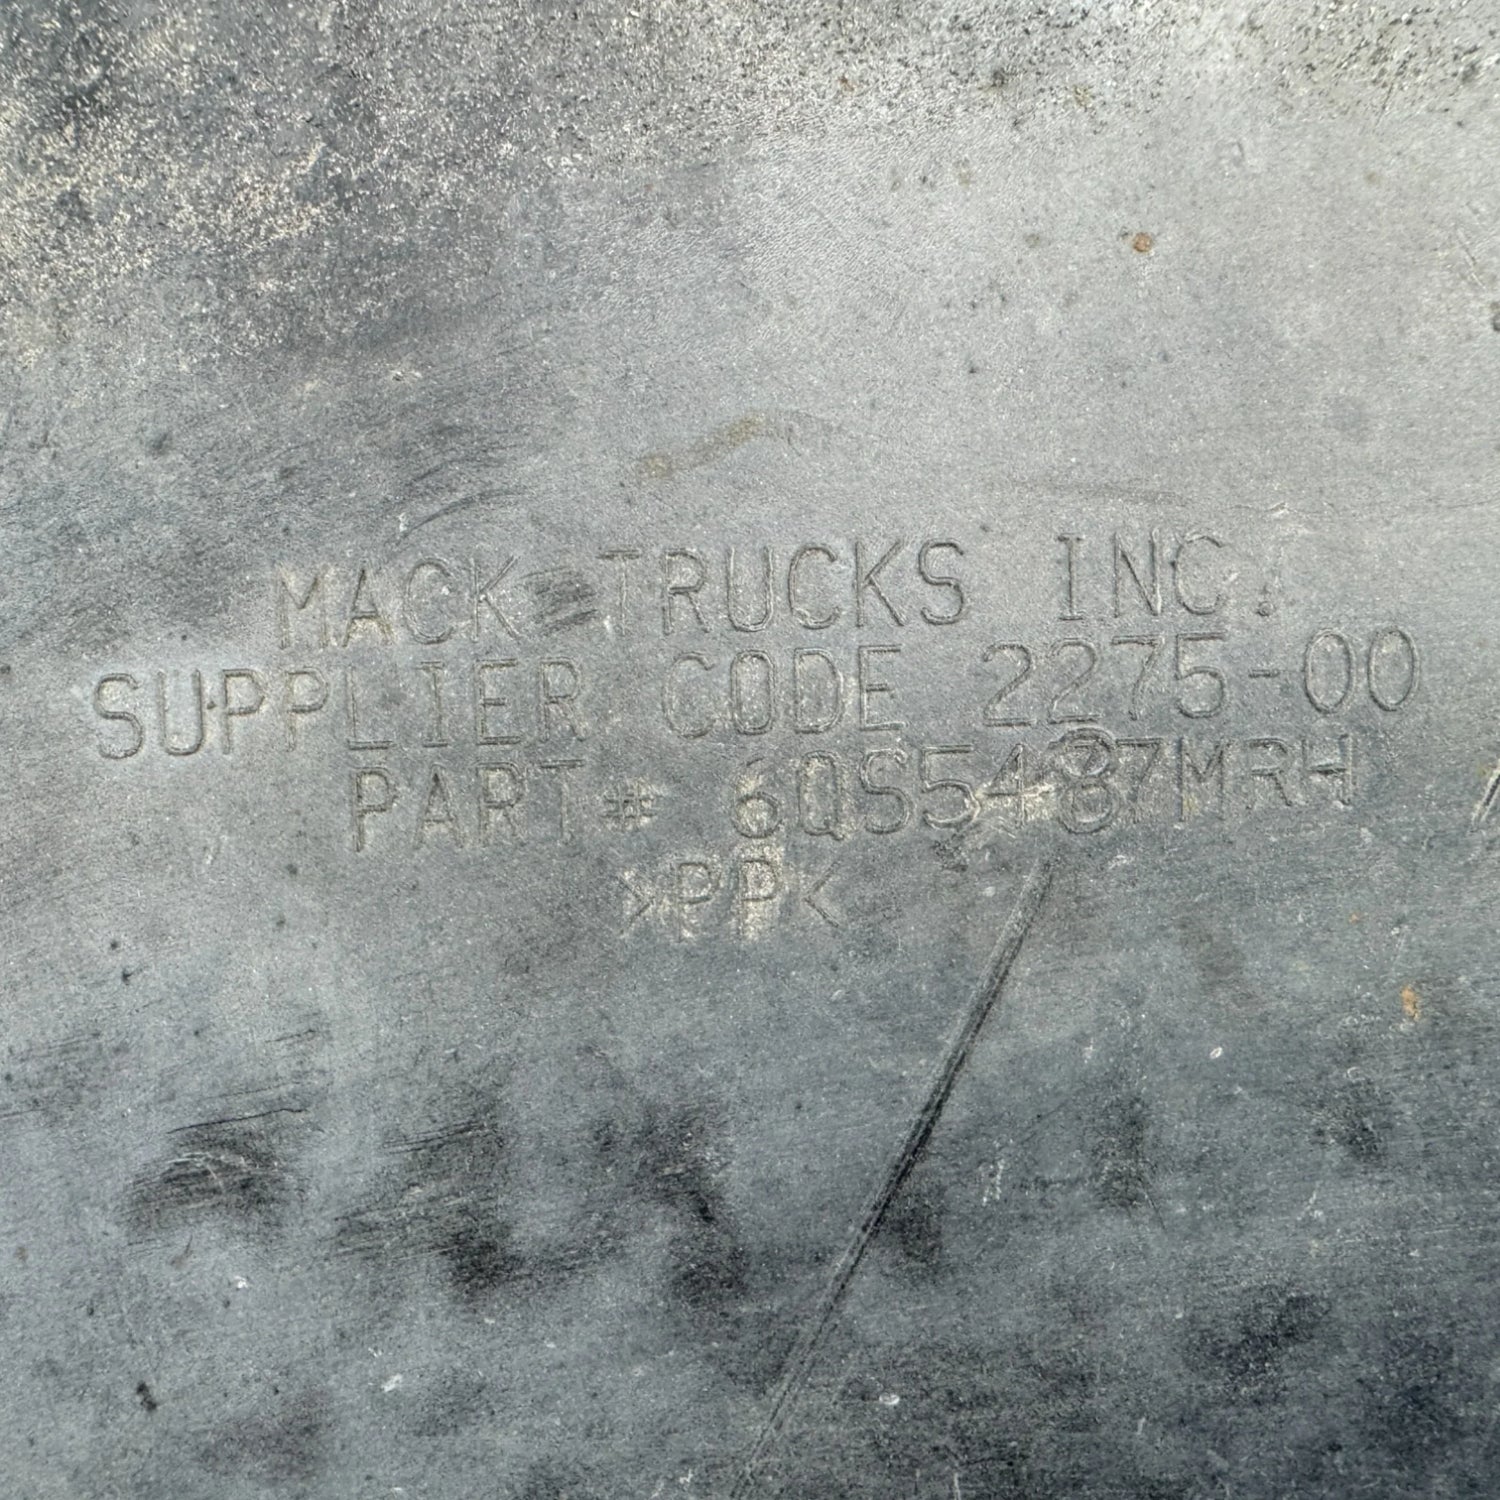 MACK TRUCKS INC.
SUPPLIER CODE 2275-00
PART# 6QS5487MRH
>PP<